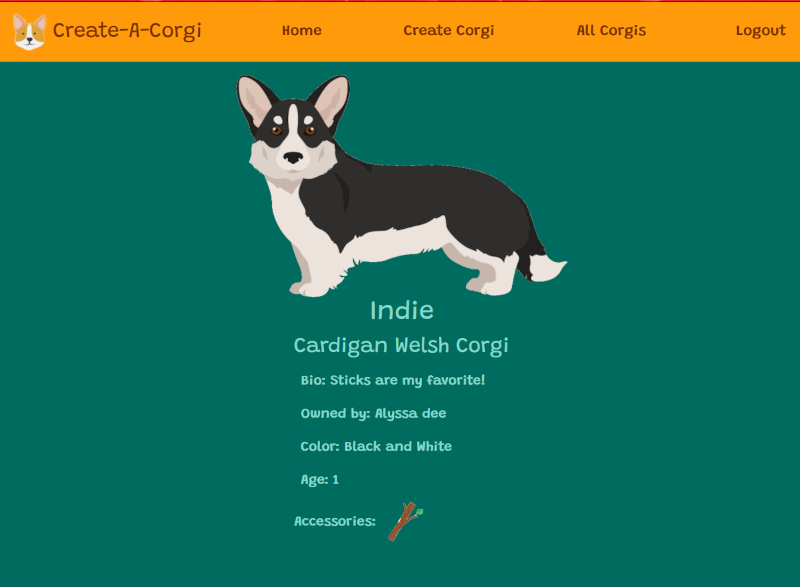 Create-A-Corgi Home Create Corgi All Corgis Logout
Indie
Cardigan Welsh Corgi
Bio: Sticks are my favorite!
Owned by: Alyssa dee
Color: Black and White
Age: 1
Accessories: